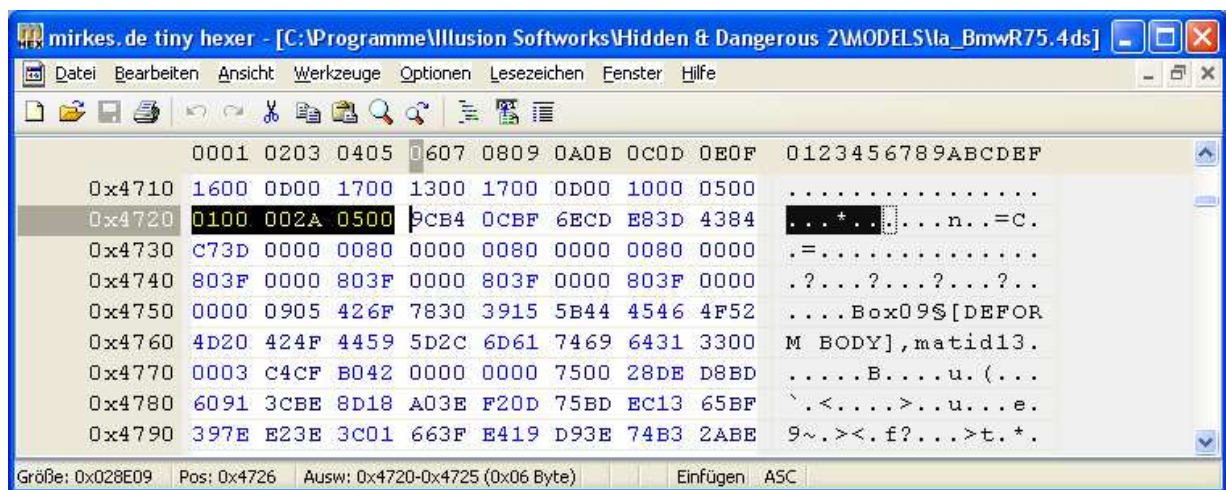 mirkes.de tiny hexer - [C:\Programme\Illusion Softworks\Hidden & Dangerous 2\MODELS\la_BmwR75.4ds]
Datei Bearbeiten Ansicht Werkzeuge Optionen Lesezeichen Fenster Hilfe
0001 0203 0405 0607 0809 0A0B 0C0D 0E0F 0123456789ABCDEF
0x4710 1600 0D00 1700 1300 1700 0D00 1000 0500 ................
0x4720 0100 002A 0500 9CB4 0CBF 6ECD E83D 4384 ...*......n..=C.
0x4730 C73D 0000 0080 0000 0080 0000 0080 0000 .=..............
0x4740 803F 0000 803F 0000 803F 0000 803F 0000 .?...?...?...?..
0x4750 0000 0905 426F 7830 3915 5B44 4546 4F52 ....Box09§[DEFOR
0x4760 4D20 424F 4459 5D2C 6D61 7469 6431 3300 M BODY],matid13.
0x4770 0003 C4CF B042 0000 0000 7500 28DE D8BD .....B....u.(...
0x4780 6091 3CBE 8D18 A03E F20D 75BD EC13 65BF `.<....>..u...e.
0x4790 397E E23E 3C01 663F E419 D93E 74B3 2ABE 9~.><.f?...>t.*.
Größe: 0x028E09 Pos: 0x4726 Ausw: 0x4720-0x4725 (0x06 Byte) Einfügen ASC